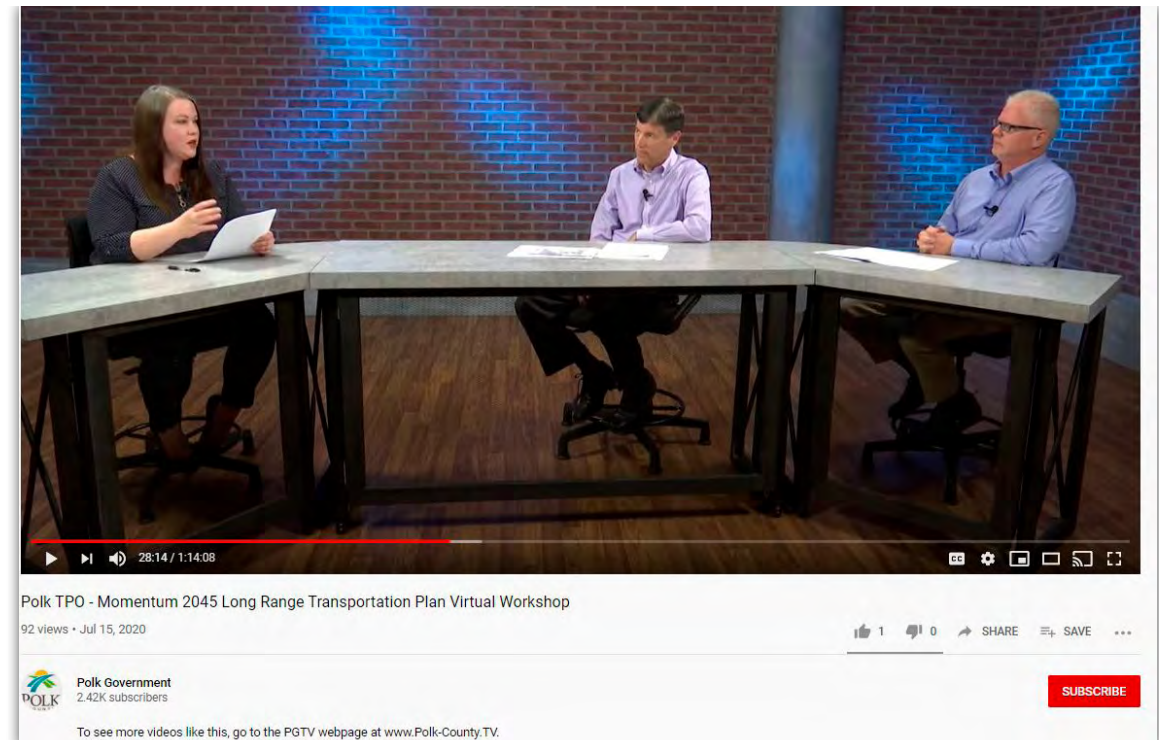 28:14 / 1:14:08
CC
Polk TPO - Momentum 2045 Long Range Transportation Plan Virtual Workshop
92 views • Jul 15, 2020
1 0 SHARE SAVE
POLK
COUNTY
Polk Government
2.42K subscribers
SUBSCRIBE
To see more videos like this, go to the PGTV webpage at www.Polk-County.TV.